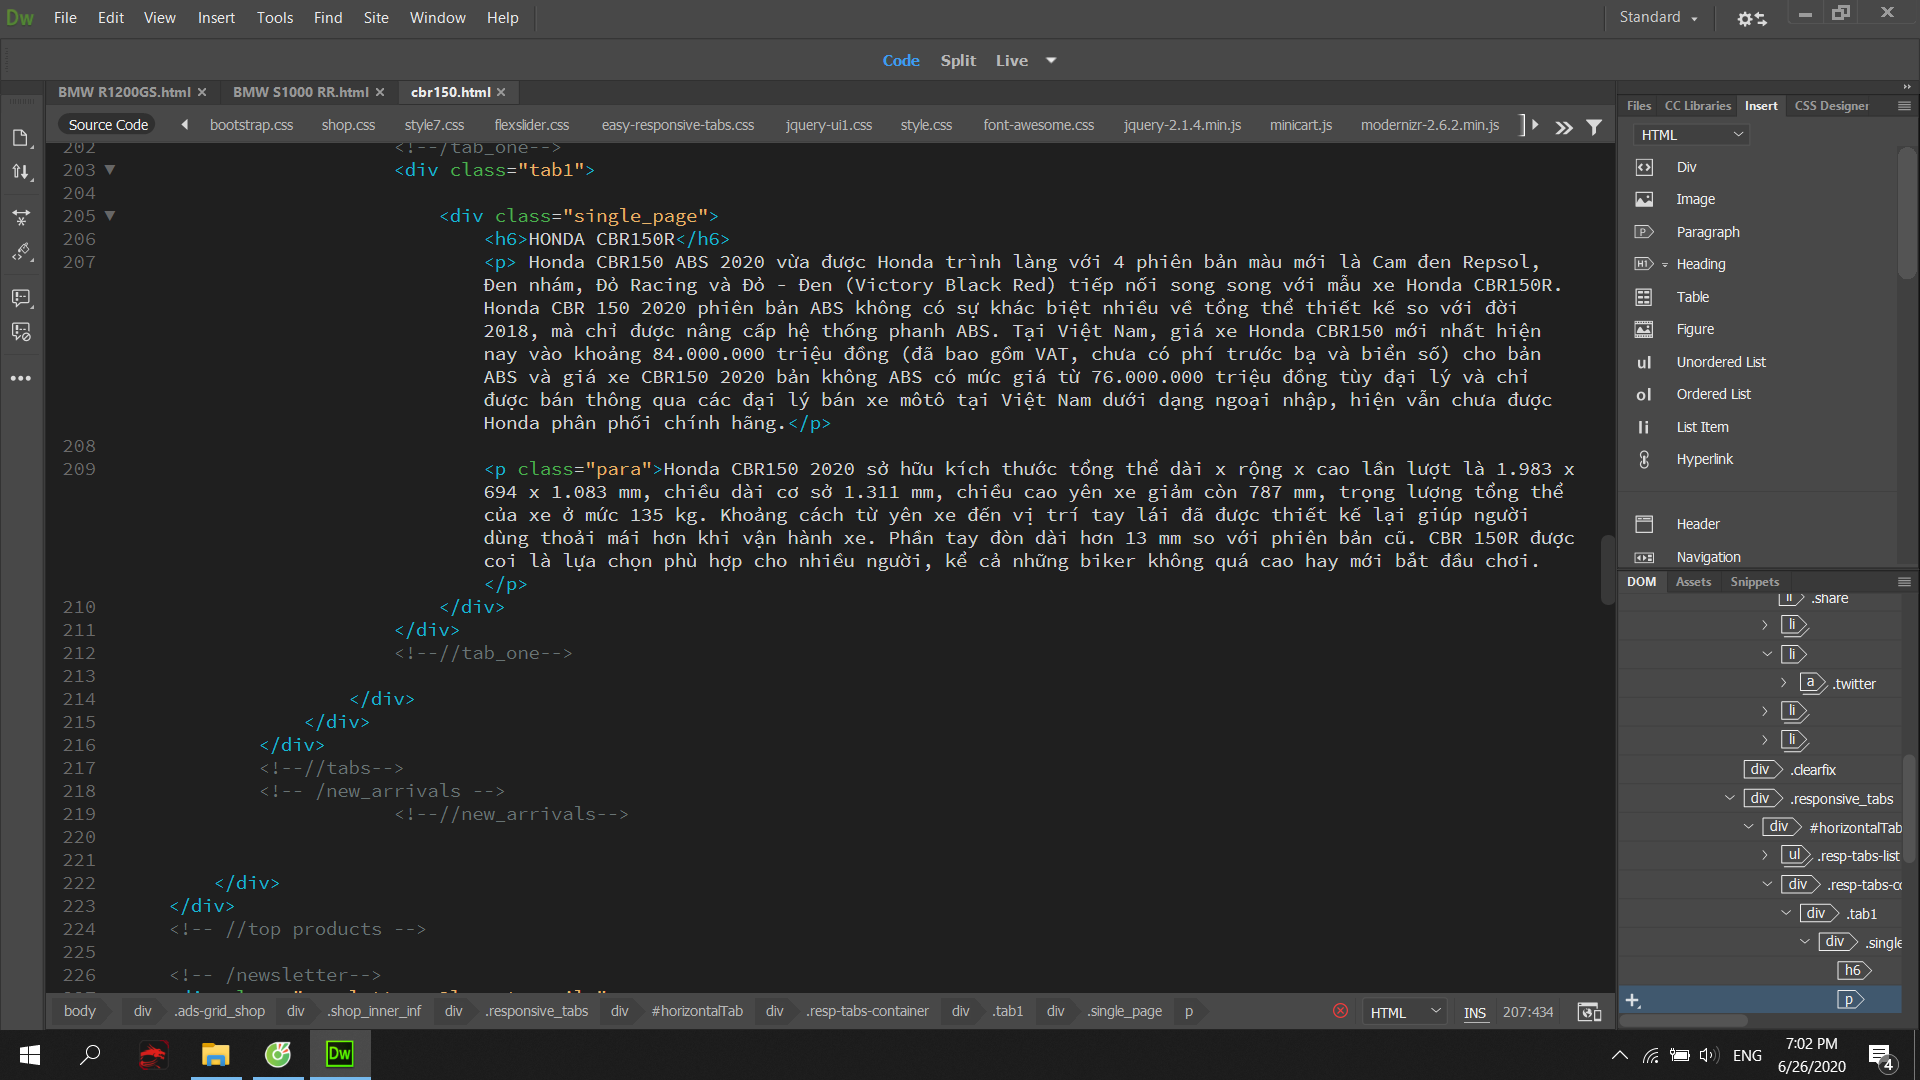 Dw File Edit View Insert Tools Find Site Window Help Standard
Code Split Live
BMW R1200GS.html BMW S1000 RR.html cbr150.html
Source Code bootstrap.css shop.css style7.css flexslider.css easy-responsive-tabs.css jquery-ui1.css style.css font-awesome.css jquery-2.1.4.min.js minicart.js modernizr-2.6.2.min.js
202 <!--/tab_one-->
203 <div class="tab1">
204
205 <div class="single_page">
206 <h6>HONDA CBR150R</h6>
207 <p> Honda CBR150 ABS 2020 vừa được Honda trình làng với 4 phiên bản màu mới là Cam đen Repsol,
Đen nhám, Đỏ Racing và Đỏ - Đen (Victory Black Red) tiếp nối song song với mẫu xe Honda CBR150R.
Honda CBR 150 2020 phiên bản ABS không có sự khác biệt nhiều về tổng thể thiết kế so với đời
2018, mà chỉ được nâng cấp hệ thống phanh ABS. Tại Việt Nam, giá xe Honda CBR150 mới nhất hiện
nay vào khoảng 84.000.000 triệu đồng (đã bao gồm VAT, chưa có phí trước bạ và biển số) cho bản
ABS và giá xe CBR150 2020 bản không ABS có mức giá từ 76.000.000 triệu đồng tùy đại lý và chỉ
được bán thông qua các đại lý bán xe môtô tại Việt Nam dưới dạng ngoại nhập, hiện vẫn chưa được
Honda phân phối chính hãng.</p>
208
209 <p class="para">Honda CBR150 2020 sở hữu kích thước tổng thể dài x rộng x cao lần lượt là 1.983 x
694 x 1.083 mm, chiều dài cơ sở 1.311 mm, chiều cao yên xe giảm còn 787 mm, trọng lượng tổng thể
của xe ở mức 135 kg. Khoảng cách từ yên xe đến vị trí tay lái đã được thiết kế lại giúp người
dùng thoải mái hơn khi vận hành xe. Phần tay đòn dài hơn 13 mm so với phiên bản cũ. CBR 150R được
coi là lựa chọn phù hợp cho nhiều người, kể cả những biker không quá cao hay mới bắt đầu chơi.
</p>
210 </div>
211 </div>
212 <!--//tab_one-->
213
214 </div>
215 </div>
216 </div>
217 <!--//tabs-->
218 <!-- /new_arrivals -->
219 <!--//new_arrivals-->
220
221
222 </div>
223 </div>
224 <!-- //top products -->
225
226 <!-- /newsletter-->
body div .ads-grid_shop div .shop_inner_inf div .responsive_tabs div #horizontalTab div .resp-tabs-container div .tab1 div .single_page p HTML INS 207:434
Files CC Libraries Insert CSS Designer
HTML
Div
Image
Paragraph
H1 Heading
Table
Figure
ul Unordered List
ol Ordered List
li List Item
Hyperlink
Header
Navigation
DOM Assets Snippets
li .share
li
li
a .twitter
li
li
div .clearfix
div .responsive_tabs
div #horizontalTab
ul .resp-tabs-list
div .resp-tabs-co
div .tab1
div .single
h6
p
Dw ENG 7:02 PM
6/26/2020 4